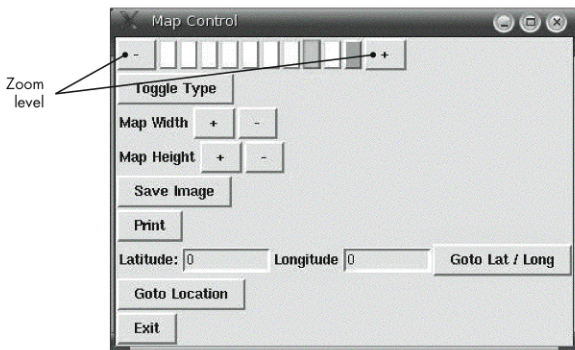 Map Control
- +
Zoom
level
Toggle Type
Map Width + -
Map Height + -
Save Image
Print
Latitude: 0 Longitude 0 Goto Lat / Long
Goto Location
Exit